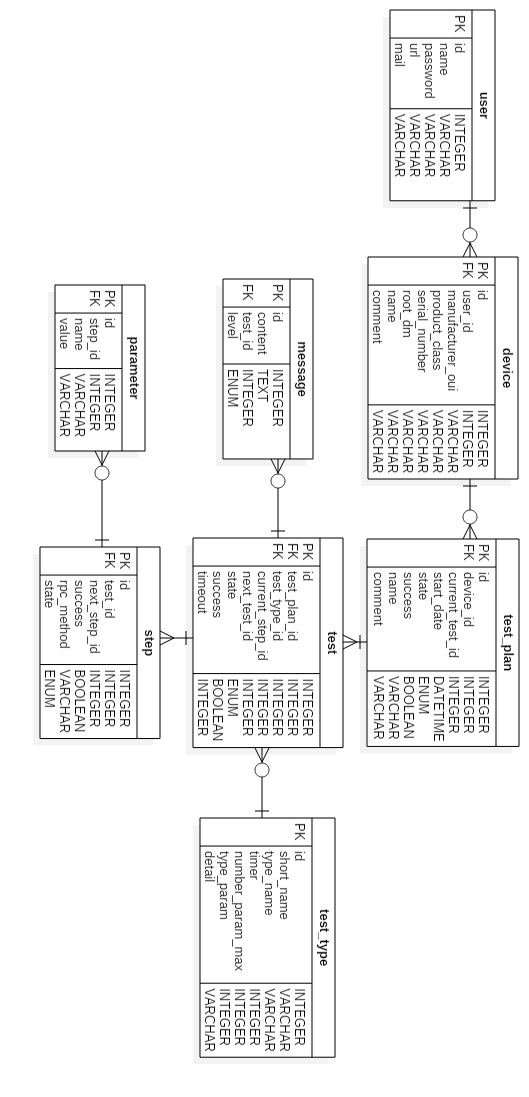 user
PK id INTEGER
name VARCHAR
password VARCHAR
url VARCHAR
mail VARCHAR
device
PK id INTEGER
FK user_id INTEGER
manufacturer_oui VARCHAR
product_class VARCHAR
serial_number VARCHAR
root_dm VARCHAR
name VARCHAR
comment VARCHAR
test_plan
PK id INTEGER
FK device_id INTEGER
current_test_id INTEGER
start_date DATETIME
state ENUM
success BOOLEAN
name VARCHAR
comment VARCHAR
message
PK id INTEGER
content TEXT
FK test_id INTEGER
level ENUM
test
PK id INTEGER
FK test_plan_id INTEGER
FK test_type_id INTEGER
current_step_id INTEGER
next_test_id INTEGER
state ENUM
success BOOLEAN
timeout INTEGER
test_type
PK id INTEGER
short_name VARCHAR
type_name VARCHAR
timer INTEGER
number_param_max INTEGER
type_param INTEGER
detail VARCHAR
parameter
PK id INTEGER
FK step_id INTEGER
name VARCHAR
value VARCHAR
step
PK id INTEGER
FK test_id INTEGER
next_step_id INTEGER
success BOOLEAN
rpc_method VARCHAR
state ENUM